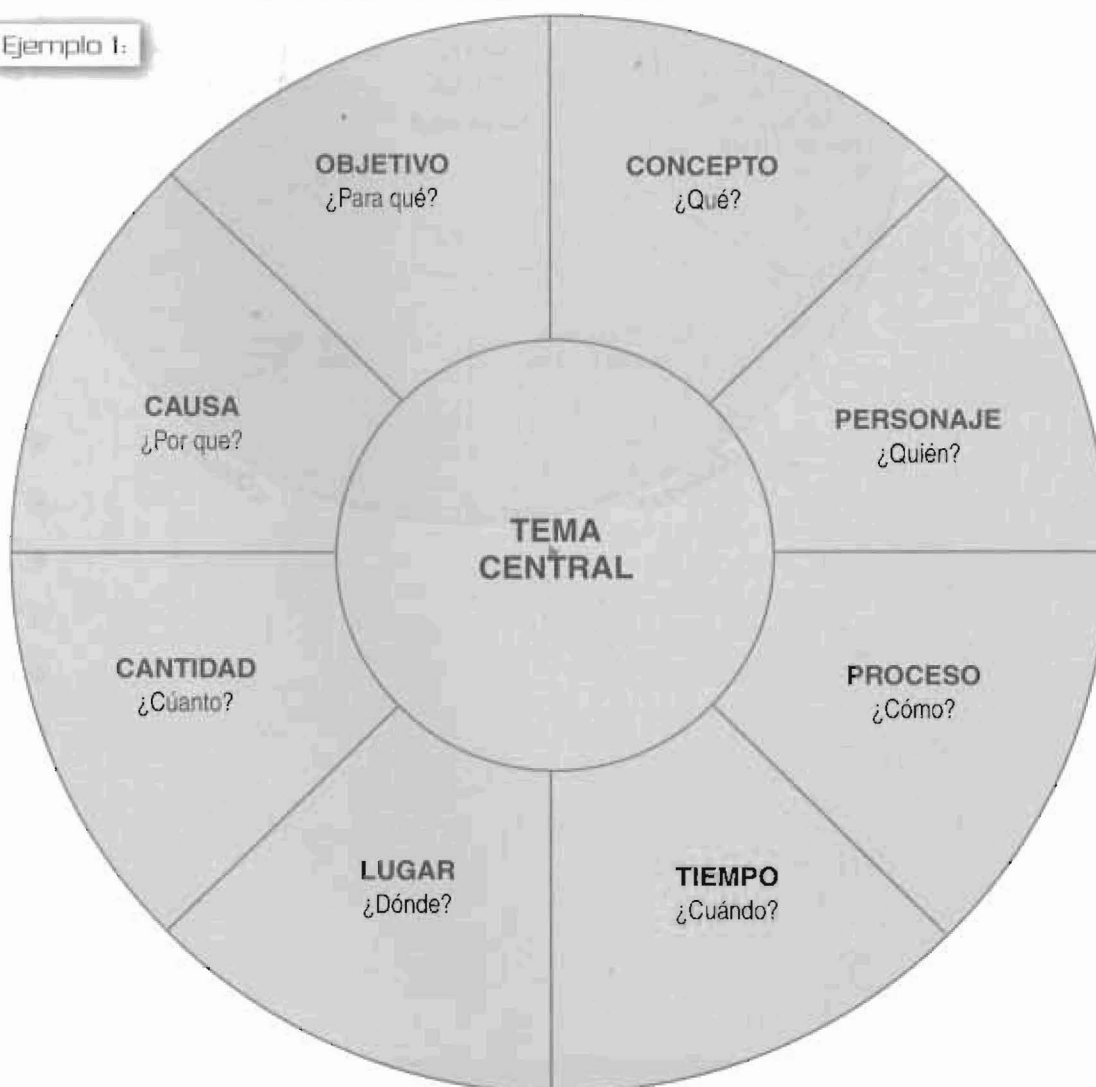 Ejemplo 1:
OBJETIVO
¿Para qué?
CONCEPTO
¿Qué?
PERSONAJE
¿Quién?
PROCESO
¿Cómo?
TIEMPO
¿Cuándo?
LUGAR
¿Dónde?
CANTIDAD
¿Cúanto?
CAUSA
¿Por que?
TEMA
CENTRAL